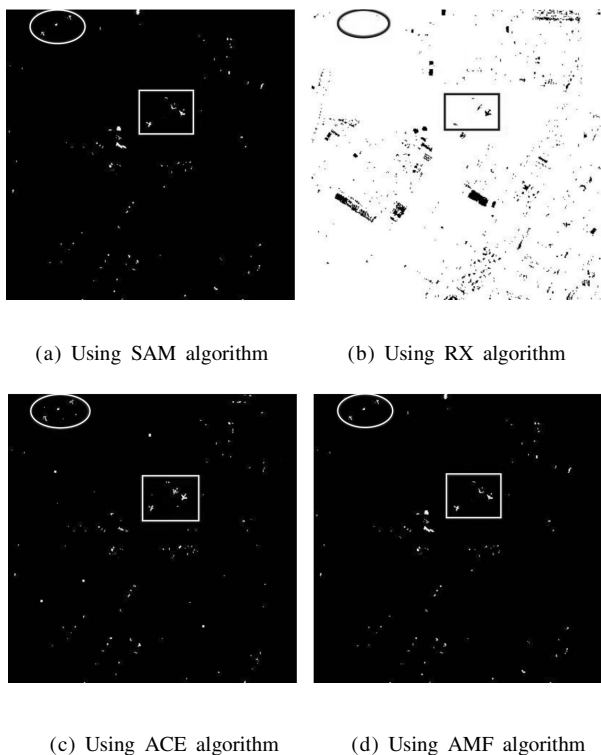 (a) Using SAM algorithm
(b) Using RX algorithm
(c) Using ACE algorithm
(d) Using AMF algorithm